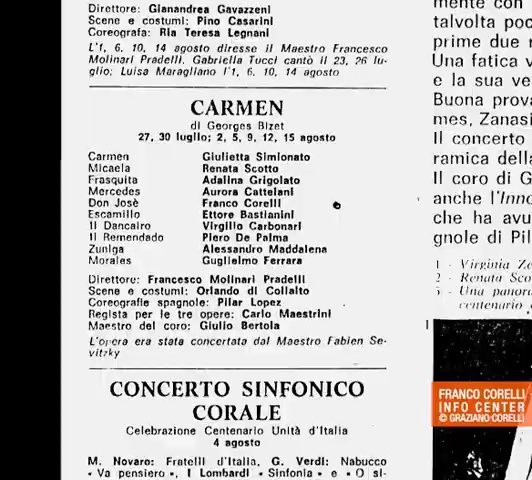 Direttore: Gianandrea Gavazzeni
Scene e costumi: Pino Casarini
Coreografa: Ria Teresa Legnani
L'1, 6, 10, 14 agosto diresse il Maestro Francesco
Molinari Pradelli. Gabriella Tucci cantò il 23, 26 lu-
glio; Luisa Maragliano l'1, 6, 10, 14 agosto
CARMEN
di Georges Bizet
27, 30 luglio; 2, 5, 9, 12, 15 agosto
Carmen Giulietta Simionato
Micaela Renata Scotto
Frasquita Adalina Grigolato
Mercedes Aurora Cattelani
Don Josè Franco Corelli
Escamillo Ettore Bastianini
Il Dancairo Virgilio Carbonari
Il Remendado Piero De Palma
Zuniga Alessandro Maddalena
Morales Guglielmo Ferrara
Direttore: Francesco Molinari Pradelli
Scene e costumi: Orlando di Collalto
Coreografie spagnole: Pilar Lopez
Regista per le tre opere: Carlo Maestrini
Maestro del coro: Giulio Bertola
L'opera era stata concertata dal Maestro Fabien Se-
vitzky
CONCERTO SINFONICO
CORALE
Celebrazione Centenario Unità d'Italia
4 agosto
M. Novaro: Fratelli d'Italia, G. Verdi: Nabucco
« Va pensiero », I Lombardi « Sinfonia » e « O si-
mente con
talvolta poc
prime due r
Una fatica v
e la sua ve
Buona prova
mes, Zanasi
Il concerto
ramica della
Il coro di G
anche l'Inno
che ha avu
gnole di Pil
1 - Virginia Ze
2 - Renata Sco
3 - Una panora
centenario
1
FRANCO CORELLI
INFO CENTER
© GRAZIANO CORELLI